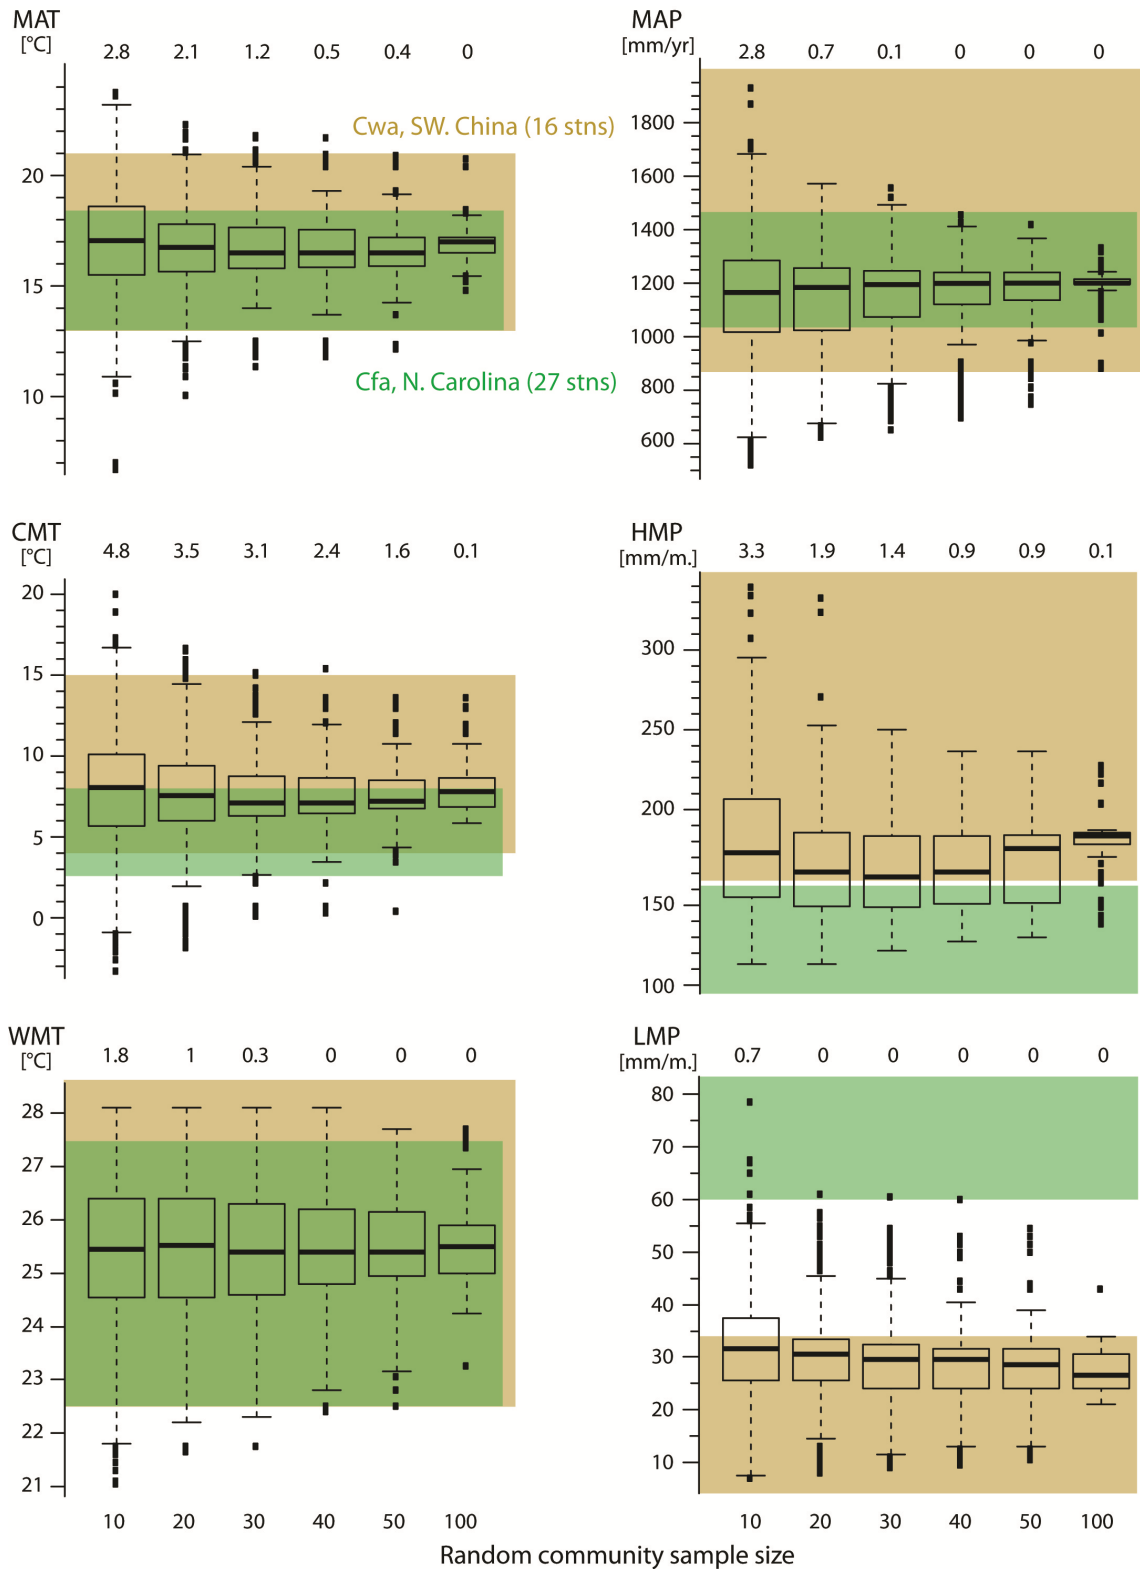 MAT
[°C]
2.8 2.1 1.2 0.5 0.4 0
20
15
10
Cwa, SW. China (16 stns)
Cfa, N. Carolina (27 stns)
MAP
[mm/yr]
2.8 0.7 0.1 0 0 0
1800
1600
1400
1200
1000
800
600
CMT
[°C]
4.8 3.5 3.1 2.4 1.6 0.1
20
15
10
5
0
HMP
[mm/m.]
3.3 1.9 1.4 0.9 0.9 0.1
300
250
200
150
100
WMT
[°C]
1.8 1 0.3 0 0 0
28
27
26
25
24
23
22
21
10 20 30 40 50 100
LMP
[mm/m.]
0.7 0 0 0 0 0
80
70
60
50
40
30
20
10
10 20 30 40 50 100
Random community sample size